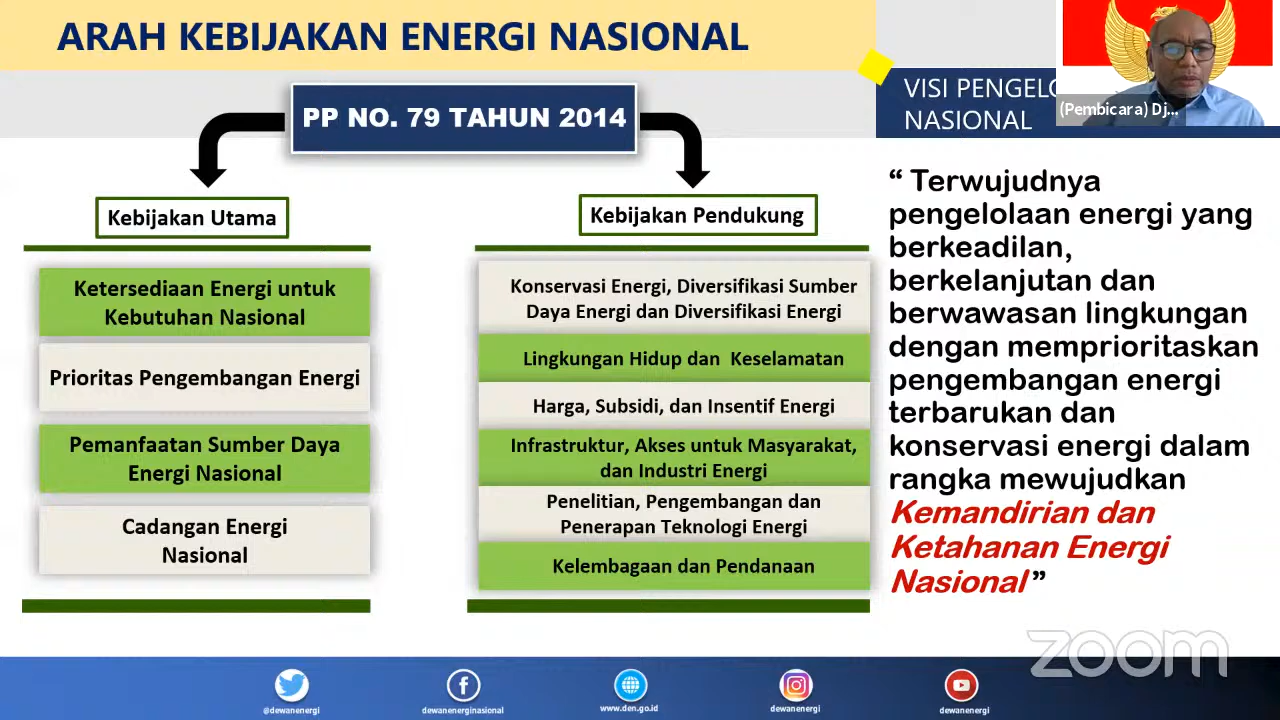 ARAH KEBIJAKAN ENERGI NASIONAL
PP NO. 79 TAHUN 2014
Kebijakan Utama
Ketersediaan Energi untuk
Kebutuhan Nasional
Prioritas Pengembangan Energi
Pemanfaatan Sumber Daya
Energi Nasional
Cadangan Energi
Nasional
Kebijakan Pendukung
Konservasi Energi, Diversifikasi Sumber
Daya Energi dan Diversifikasi Energi
Lingkungan Hidup dan Keselamatan
Harga, Subsidi, dan Insentif Energi
Infrastruktur, Akses untuk Masyarakat,
dan Industri Energi
Penelitian, Pengembangan dan
Penerapan Teknologi Energi
Kelembagaan dan Pendanaan
VISI PENGELO
NASIONAL
(Pembicara) Dj...
“ Terwujudnya
pengelolaan energi yang
berkeadilan,
berkelanjutan dan
berwawasan lingkungan
dengan memprioritaskan
pengembangan energi
terbarukan dan
konservasi energi dalam
rangka mewujudkan
Kemandirian dan
Ketahanan Energi
Nasional”
zoom
@dewanenergi
dewanenerginasional
www.den.go.id
dewanenergi
dewanenergi